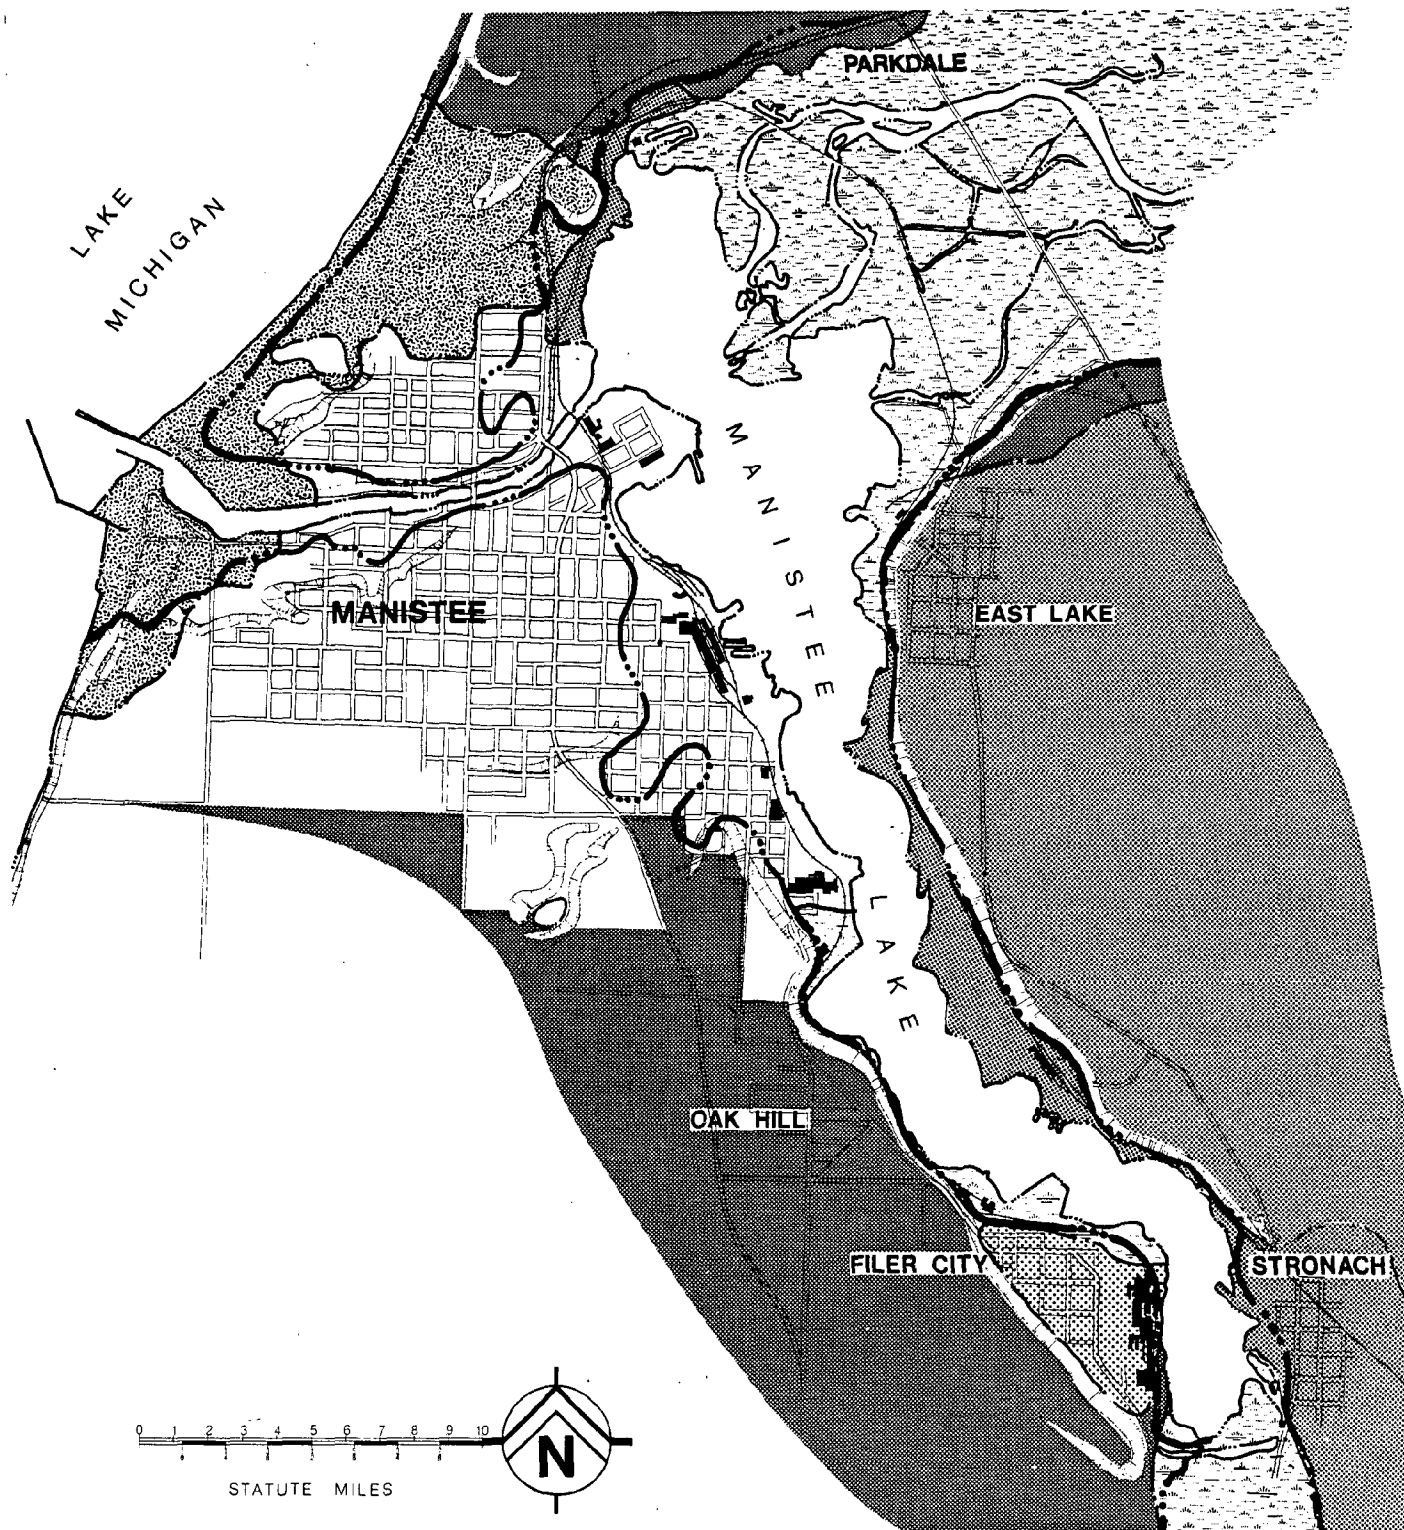 PARKDALE
LAKE
MICHIGAN
MANISTEE
LAKE
MANISTEE
EAST LAKE
OAK HILL
FILER CITY
STRONACH
0 1 2 3 4 5 6 7 8 9 10
STATUTE MILES
N